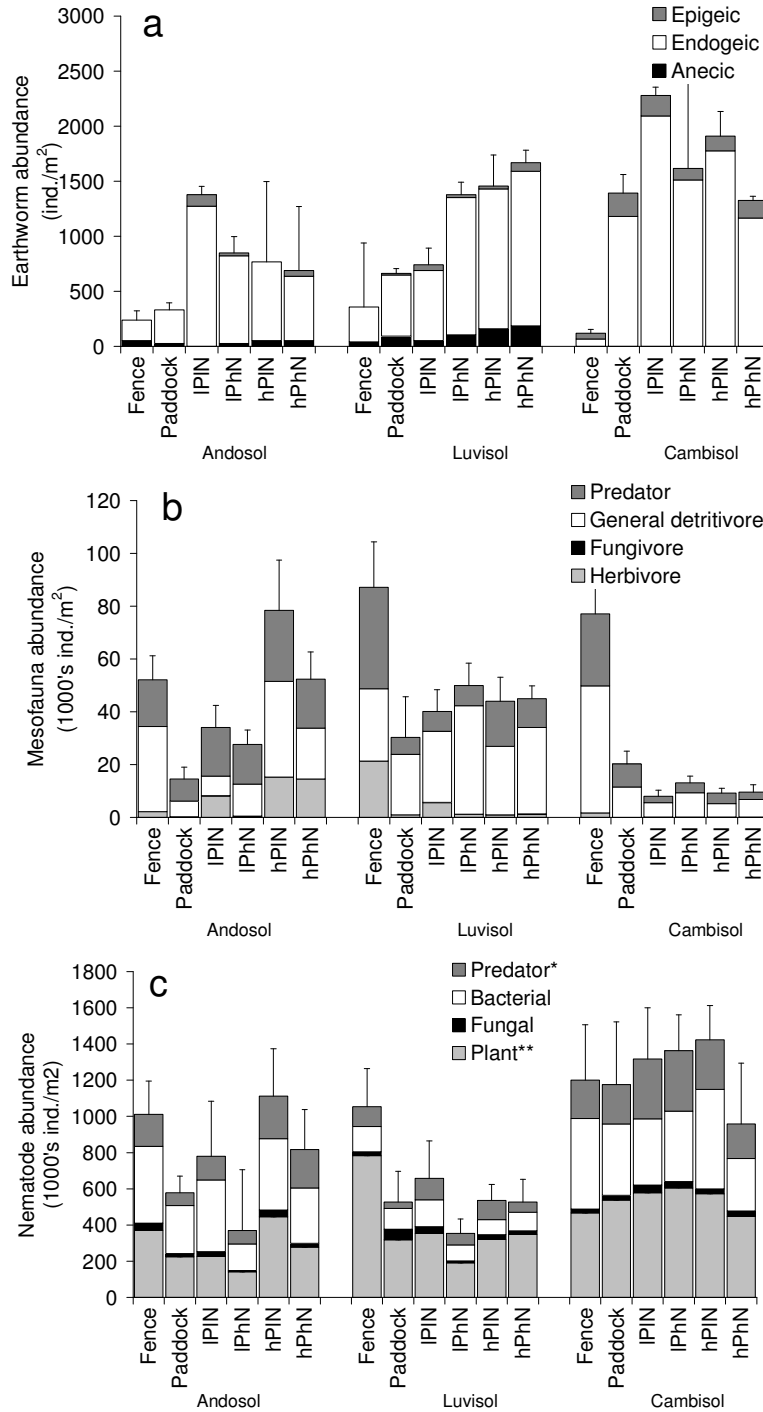 a
Epigeic
Endogeic
Anecic
Earthworm abundance
(ind./m²)
3000
2500
2000
1500
1000
500
0
Fence Paddock lPlN lPhN hPlN hPhN Fence Paddock lPlN lPhN hPlN hPhN Fence Paddock lPlN lPhN hPlN hPhN
Andosol Luvisol Cambisol
b
Predator
General detritivore
Fungivore
Herbivore
Mesofauna abundance
(1000's ind./m²)
120
100
80
60
40
20
0
Fence Paddock lPlN lPhN hPlN hPhN Fence Paddock lPlN lPhN hPlN hPhN Fence Paddock lPlN lPhN hPlN hPhN
Andosol Luvisol Cambisol
c
Predator*
Bacterial
Fungal
Plant**
Nematode abundance
(1000's ind./m2)
1800
1600
1400
1200
1000
800
600
400
200
0
Fence Paddock lPlN lPhN hPlN hPhN Fence Paddock lPlN lPhN hPlN hPhN Fence Paddock lPlN lPhN hPlN hPhN
Andosol Luvisol Cambisol